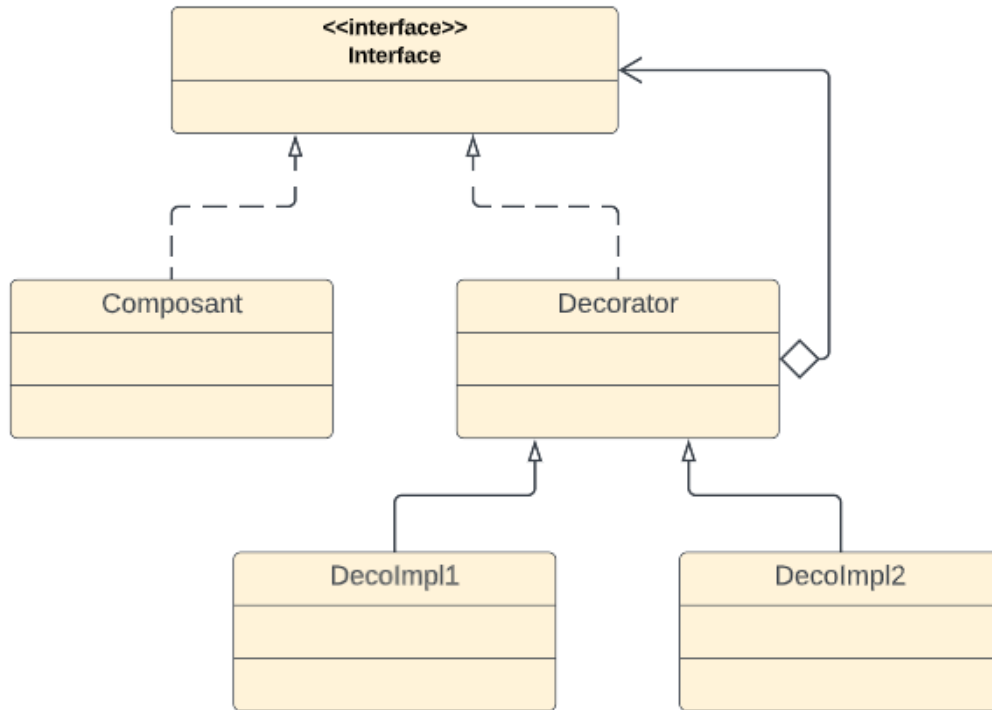 <<interface>>
Interface
Composant
Decorator
DecoImpl1
DecoImpl2